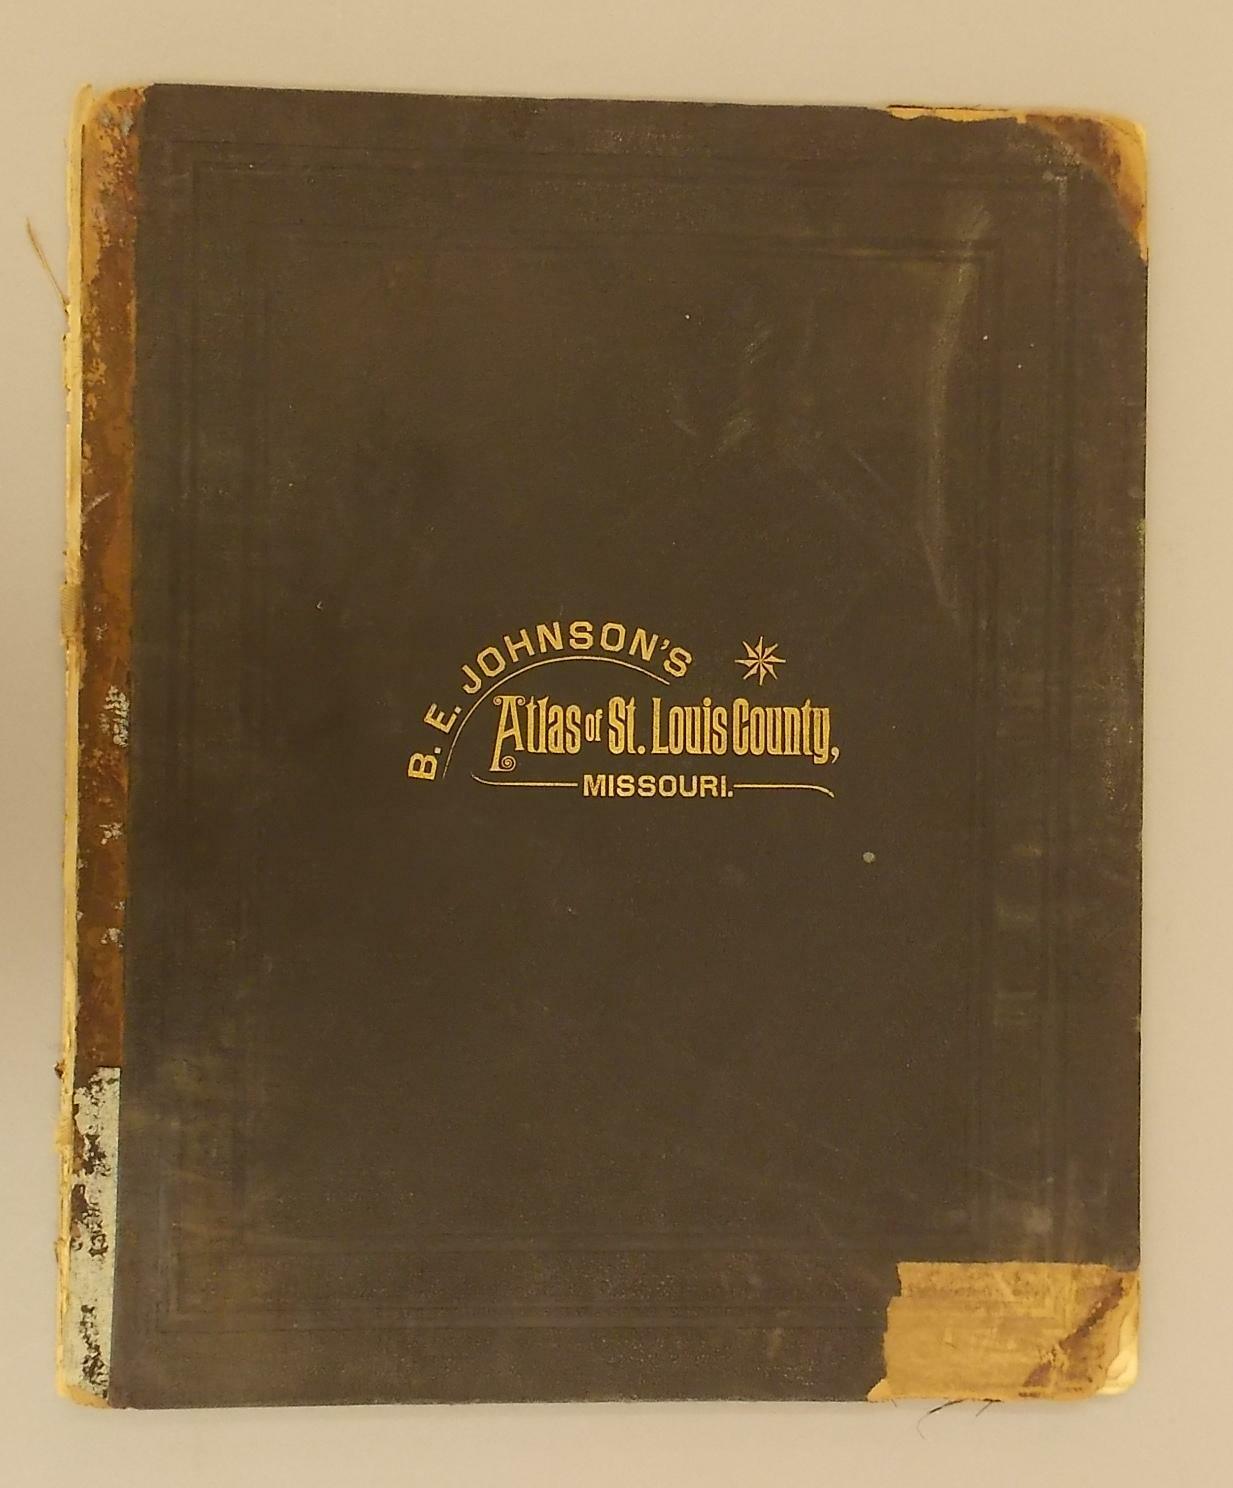 B. E. JOHNSON'S
Atlas of St. Louis County,
MISSOURI.